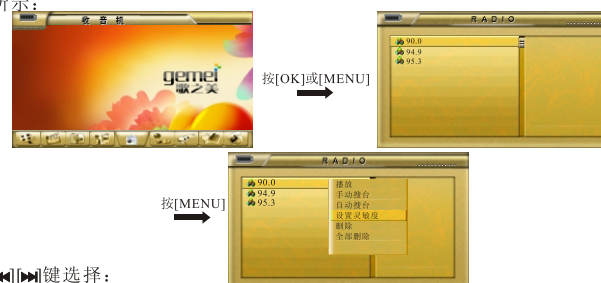 所示：
收音机
gemei
歌之美
按[OK]或[MENU]
RADIO
90.0
94.9
95.3
按[MENU]
RADIO
90.0
94.9
95.3
播放
手动搜台
自动搜台
设置灵敏度
删除
全部删除
键选择：